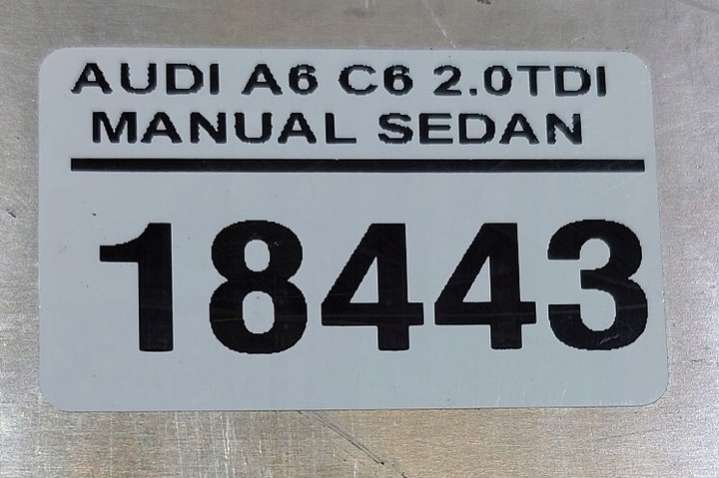 AUDI A6 C6 2.0TDI
MANUAL SEDAN
18443